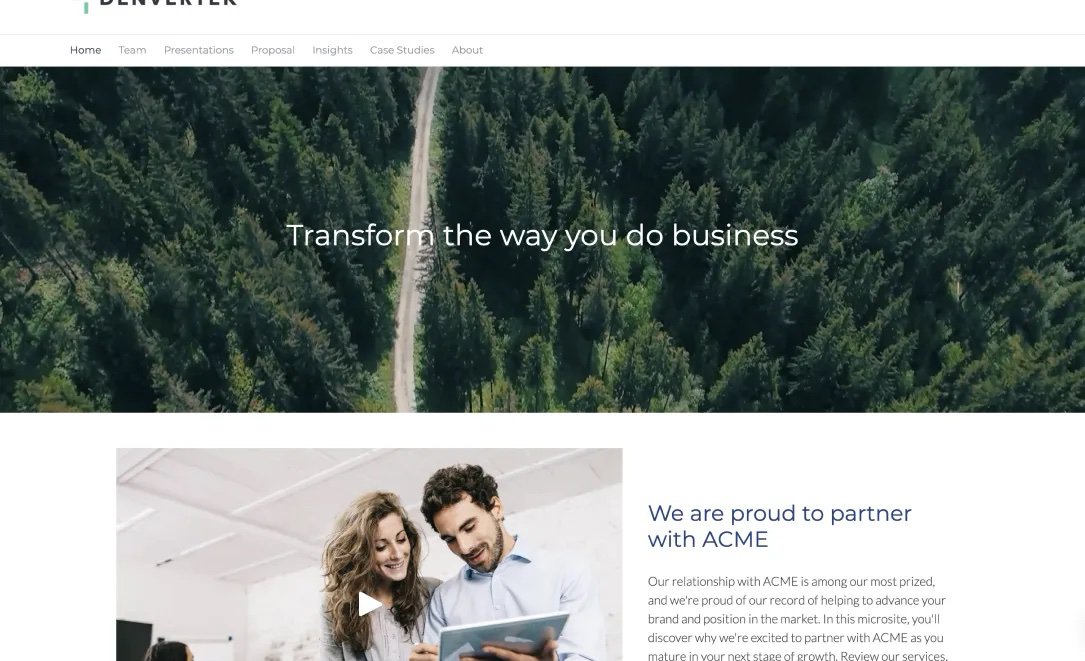 DENVERTEK
Home Team Presentations Proposal Insights Case Studies About
Transform the way you do business
We are proud to partner
with ACME
Our relationship with ACME is among our most prized,
and we're proud of our record of helping to advance your
brand and position in the market. In this microsite, you'll
discover why we're excited to partner with ACME as you
mature in your next stage of growth. Review our services,